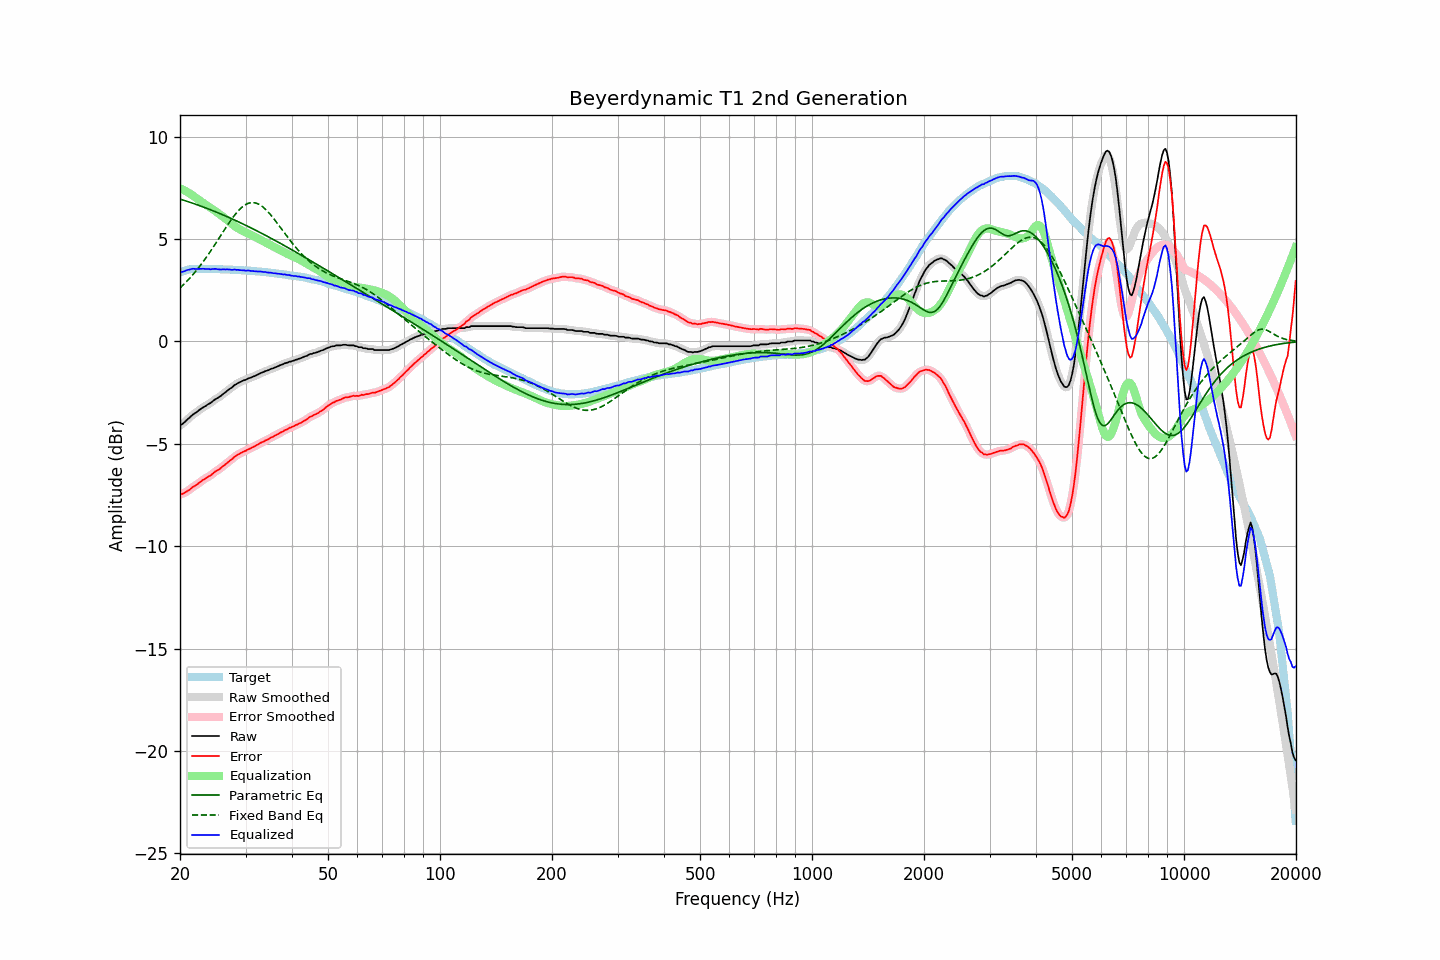 Beyerdynamic T1 2nd Generation
10
5
0
−5
−10
−15
−20
−25
Amplitude (dBr)
Target
Raw Smoothed
Error Smoothed
Raw
Error
Equalization
Parametric Eq
Fixed Band Eq
Equalized
20 50 100 200 500 1000 2000 5000 10000 20000
Frequency (Hz)